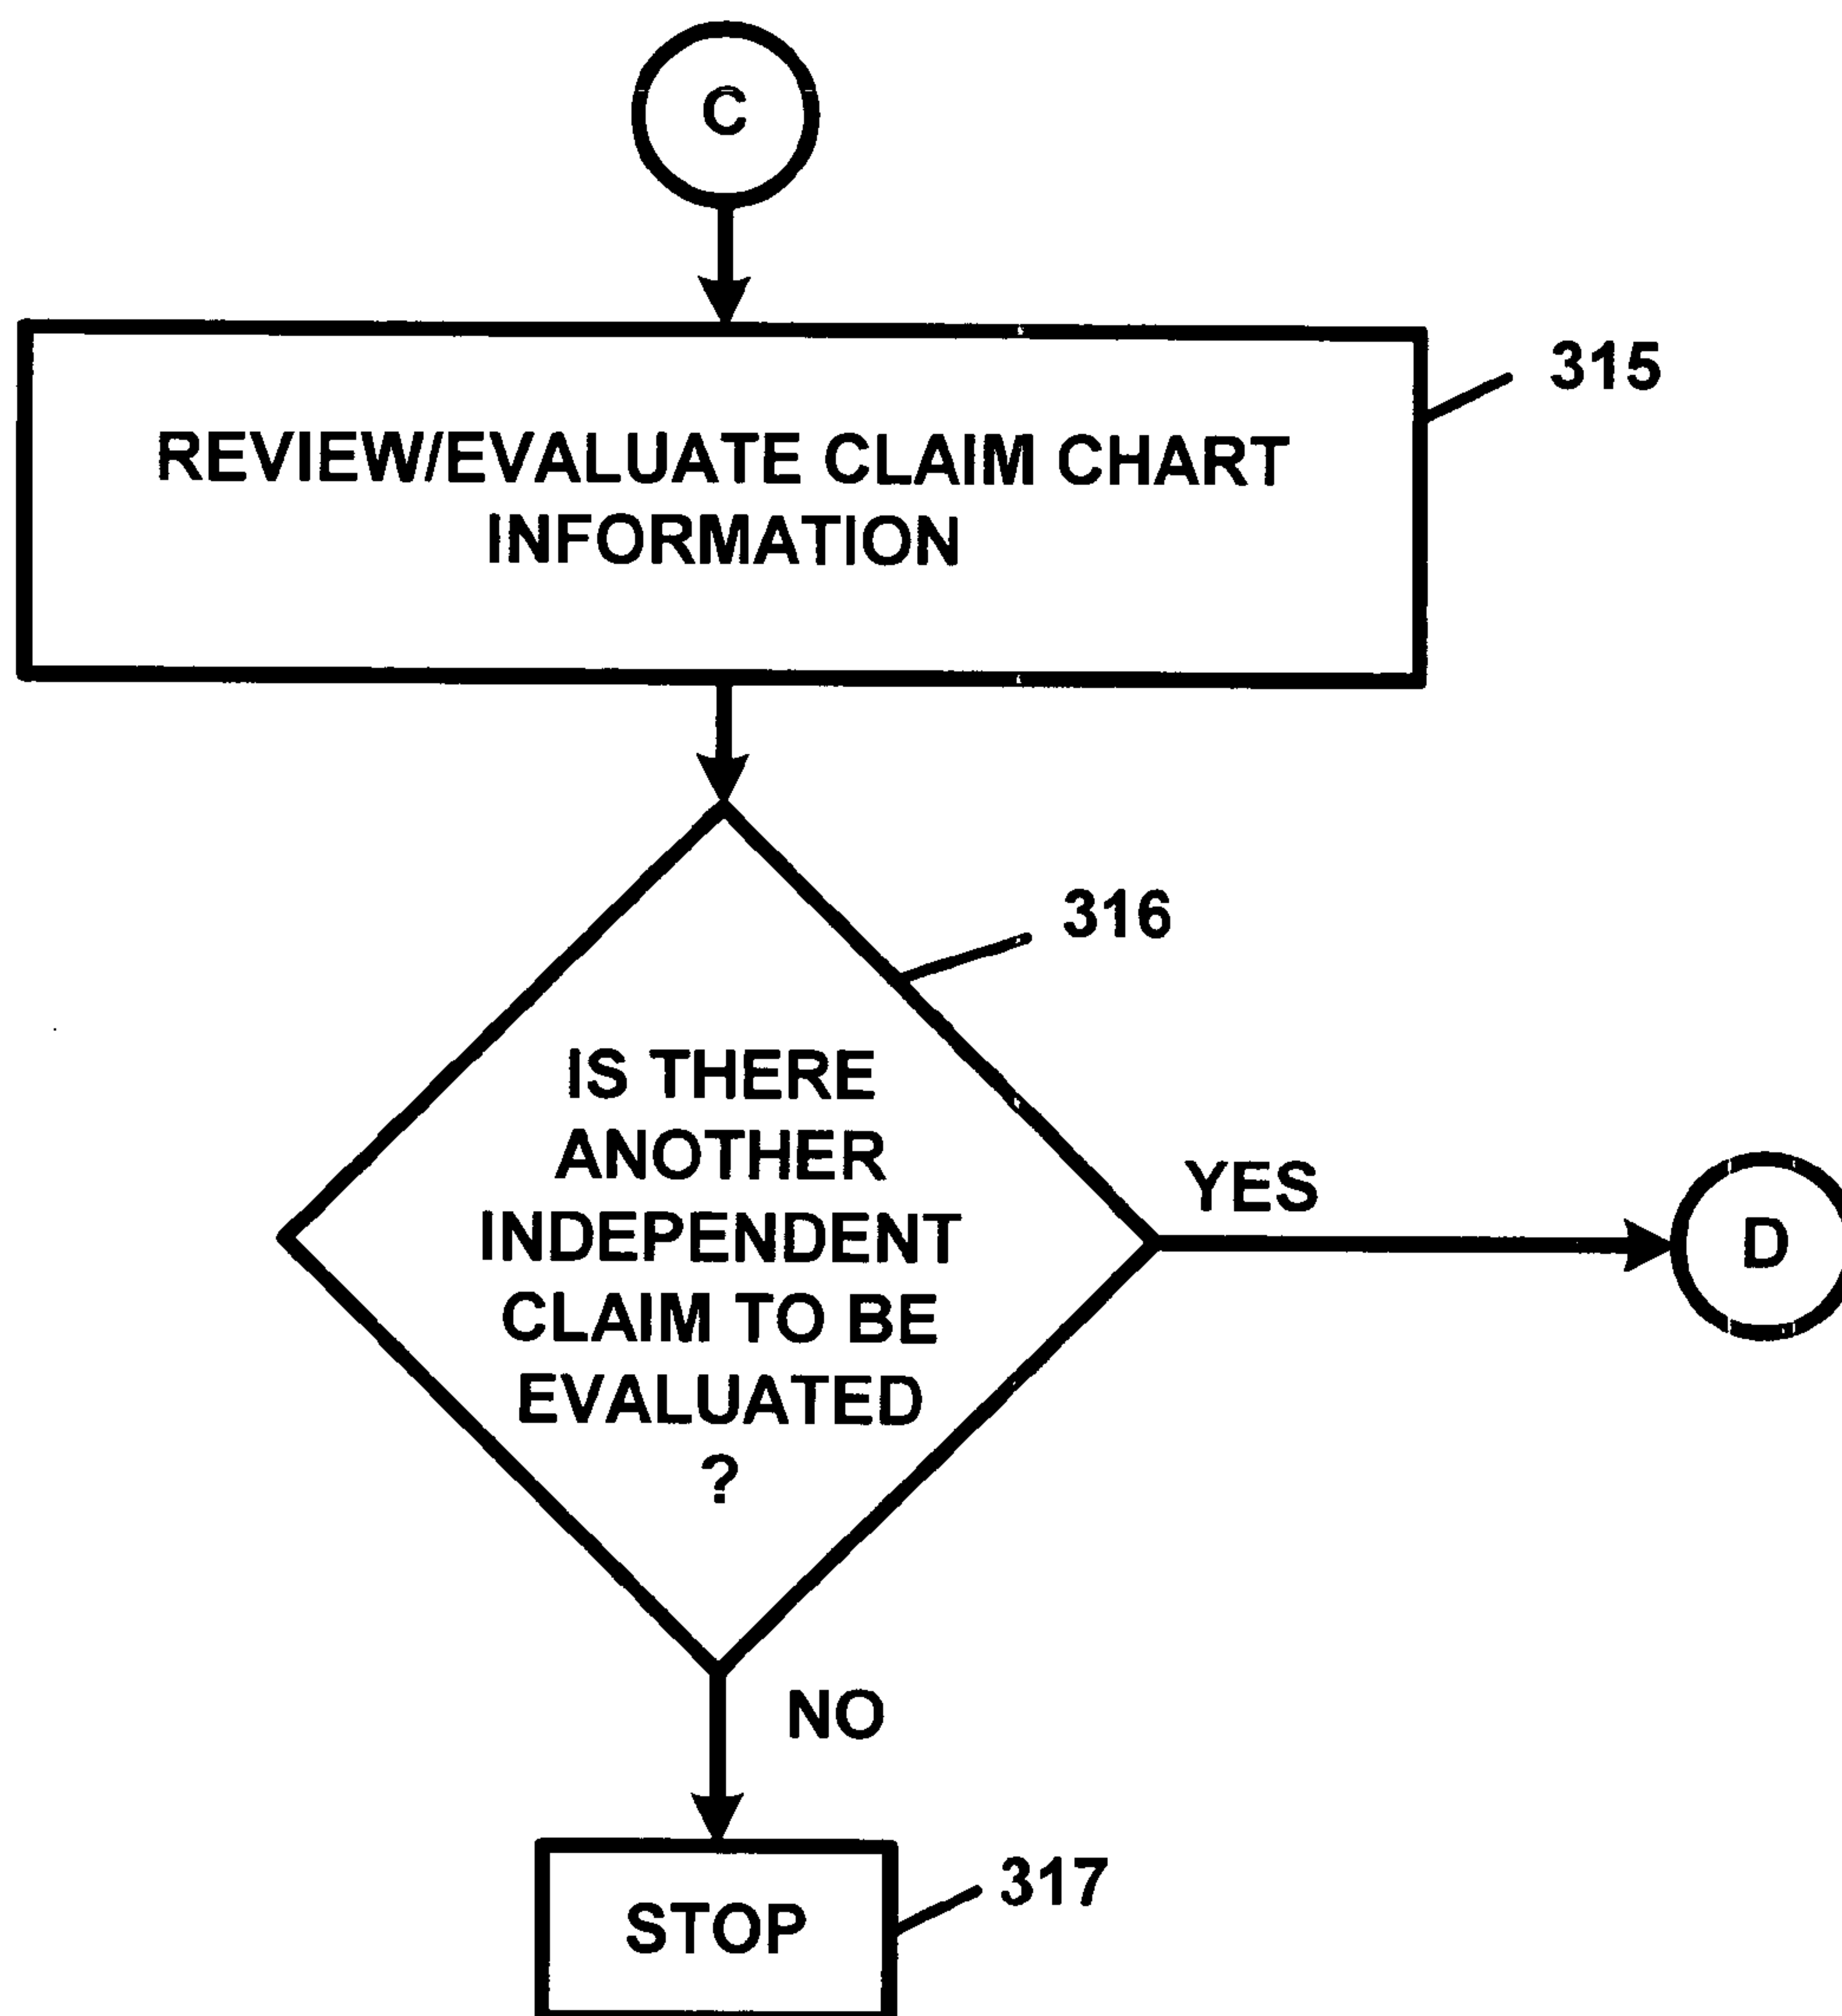 C
REVIEW/EVALUATE CLAIM CHART
INFORMATION
315
316
IS THERE
ANOTHER
INDEPENDENT
CLAIM TO BE
EVALUATED
?
YES
D
NO
STOP
317